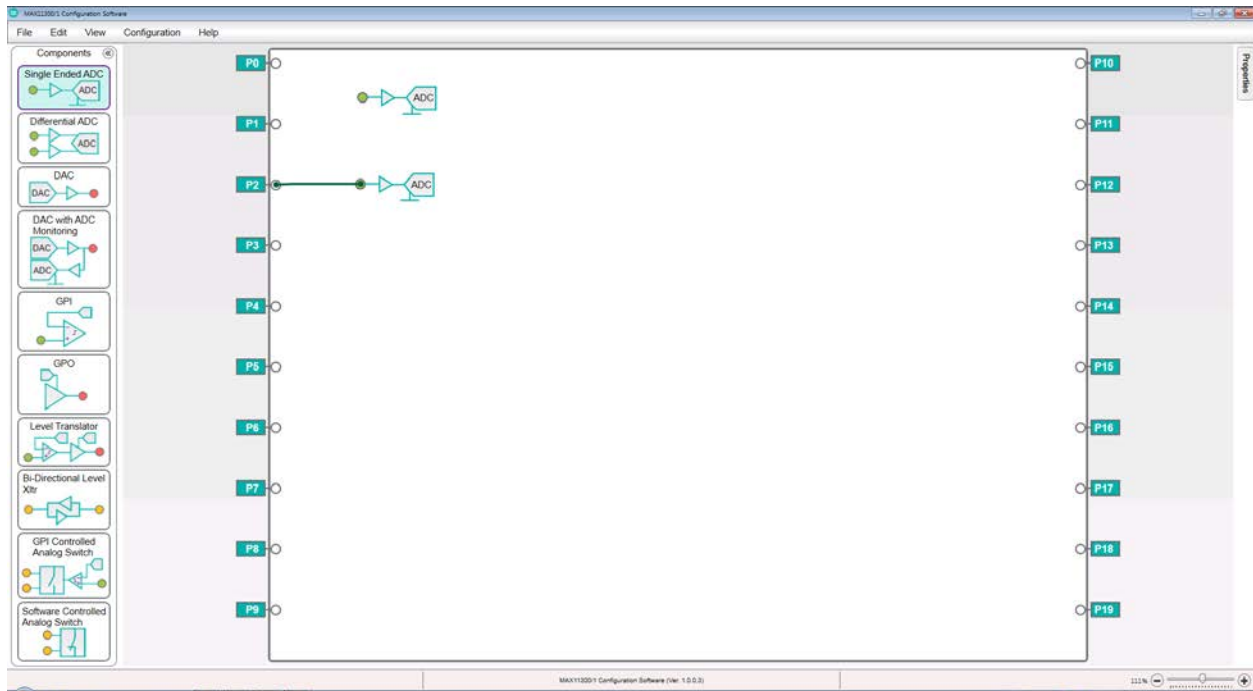 MAX11300/1 Configuration Software
File Edit View Configuration Help
Components
Single Ended ADC
ADC
Differential ADC
ADC
DAC
DAC
DAC with ADC
Monitoring
DAC
ADC
GPI
GPO
Level Translator
Bi-Directional Level
Xltr
GPI Controlled
Analog Switch
Software Controlled
Analog Switch
P0
P1
P2
P3
P4
P5
P6
P7
P8
P9
ADC
ADC
P10
P11
P12
P13
P14
P15
P16
P17
P18
P19
Properties
MAX11300/1 Configuration Software (Ver. 1.0.0.3)
111%